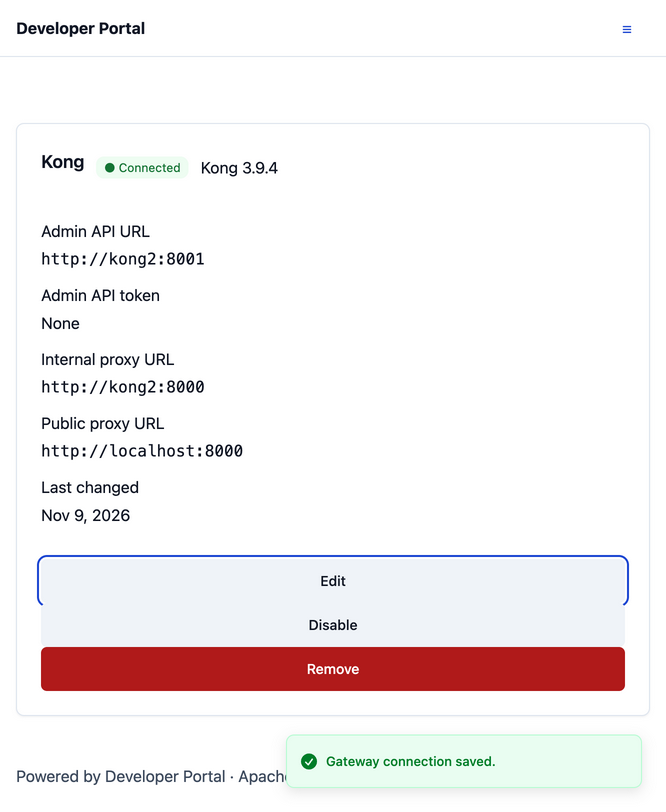 Developer Portal
Kong
Connected
Kong 3.9.4
Admin API URL
http://kong2:8001
Admin API token
None
Internal proxy URL
http://kong2:8000
Public proxy URL
http://localhost:8000
Last changed
Nov 9, 2026
Edit
Disable
Remove
Gateway connection saved.
Powered by Developer Portal ·